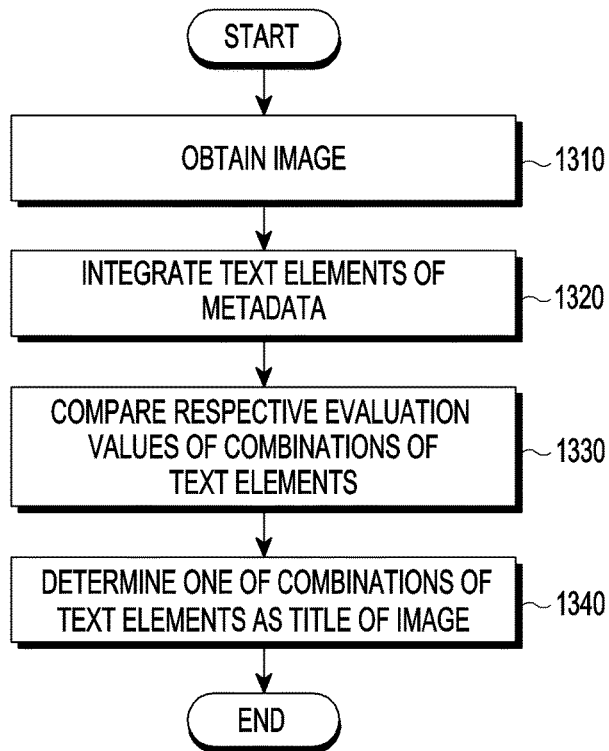 START
OBTAIN IMAGE
1310
INTEGRATE TEXT ELEMENTS OF
METADATA
1320
COMPARE RESPECTIVE EVALUATION
VALUES OF COMBINATIONS OF
TEXT ELEMENTS
1330
DETERMINE ONE OF COMBINATIONS OF
TEXT ELEMENTS AS TITLE OF IMAGE
1340
END